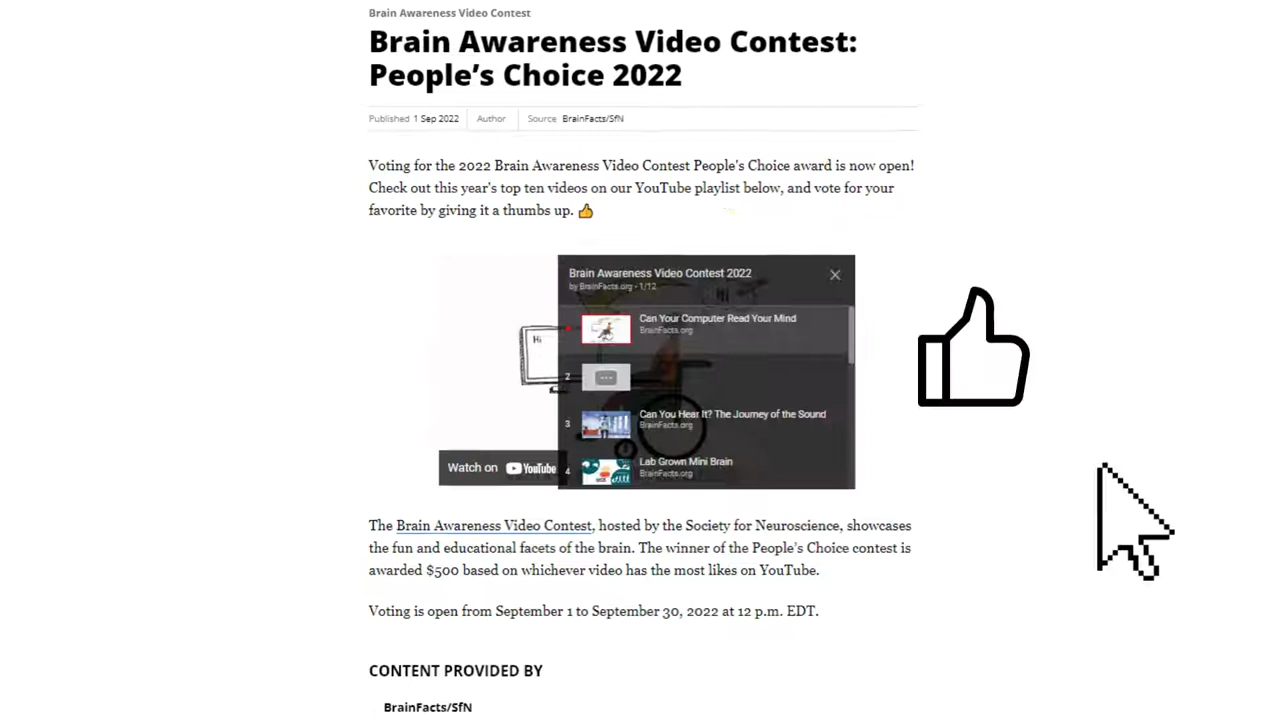 Brain Awareness Video Contest
Brain Awareness Video Contest:
People's Choice 2022
Published 1 Sep 2022 Author Source BrainFacts/SfN
Voting for the 2022 Brain Awareness Video Contest People's Choice award is now open!
Check out this year's top ten videos on our YouTube playlist below, and vote for your
favorite by giving it a thumbs up. 👍
Brain Awareness Video Contest 2022
by BrainFacts.org - 1/12
Hi
Can Your Computer Read Your Mind
BrainFacts.org
Hi
2
3
Can You Hear It? The Journey of the Sound
BrainFacts.org
4
Lab Grown Mini Brain
BrainFacts.org
Watch on YouTube
The Brain Awareness Video Contest, hosted by the Society for Neuroscience, showcases
the fun and educational facets of the brain. The winner of the People's Choice contest is
awarded $500 based on whichever video has the most likes on YouTube.
Voting is open from September 1 to September 30, 2022 at 12 p.m. EDT.
CONTENT PROVIDED BY
BrainFacts/SfN